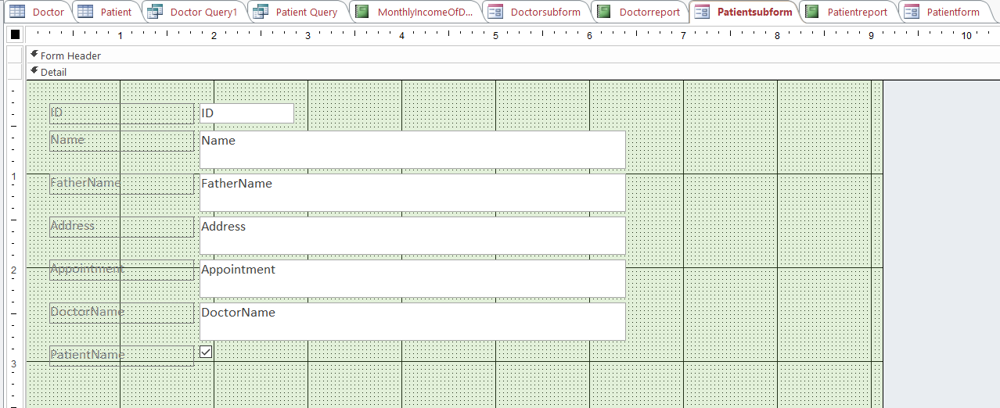 Doctor Patient Doctor Query1 Patient Query MonthlyIncomeOfD... Doctorsubform Doctorreport Patientsubform Patientreport Patientform
1 2 3 4 5 6 7 8 9 10
Form Header
Detail
ID ID
Name Name
1
FatherName FatherName
Address Address
2
Appointment Appointment
DoctorName DoctorName
PatientName
3